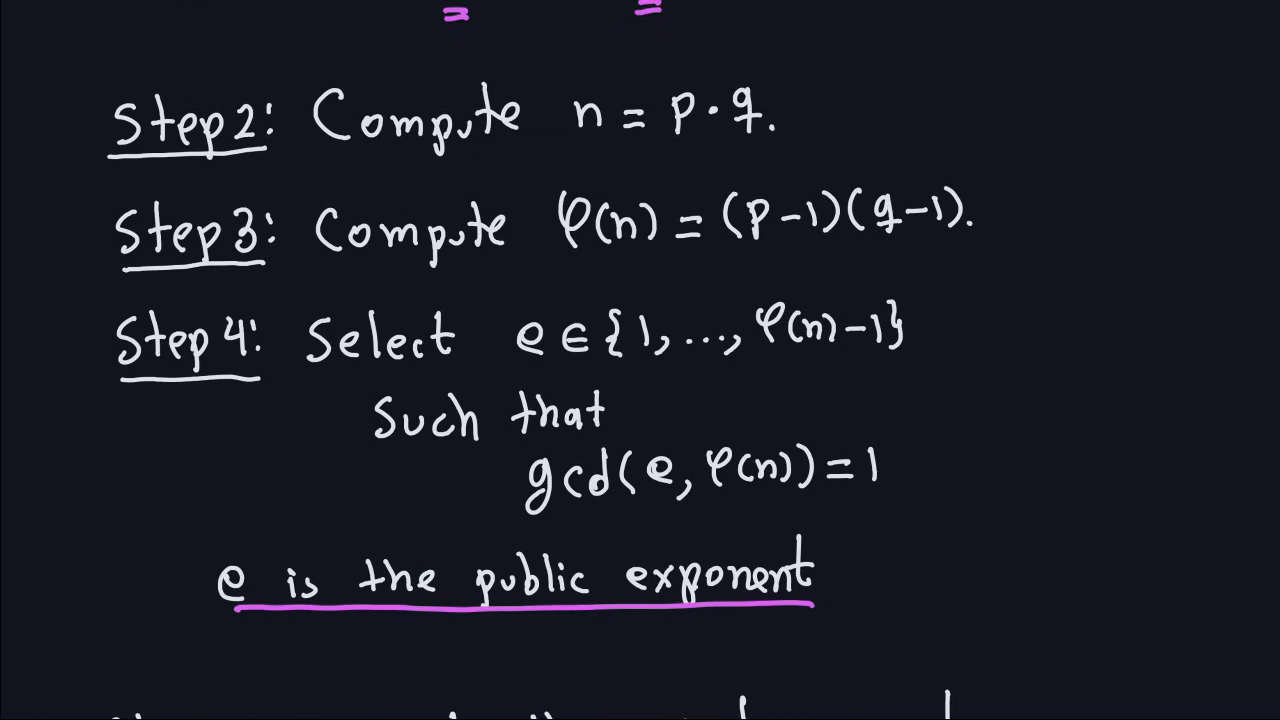 Step 2: Compute n = p · q.
Step 3: Compute φ(n) = (p-1)(q-1).
Step 4: Select e ∈ {1, ..., φ(n)-1}
Such that
gcd(e, φ(n)) = 1
e is the public exponent